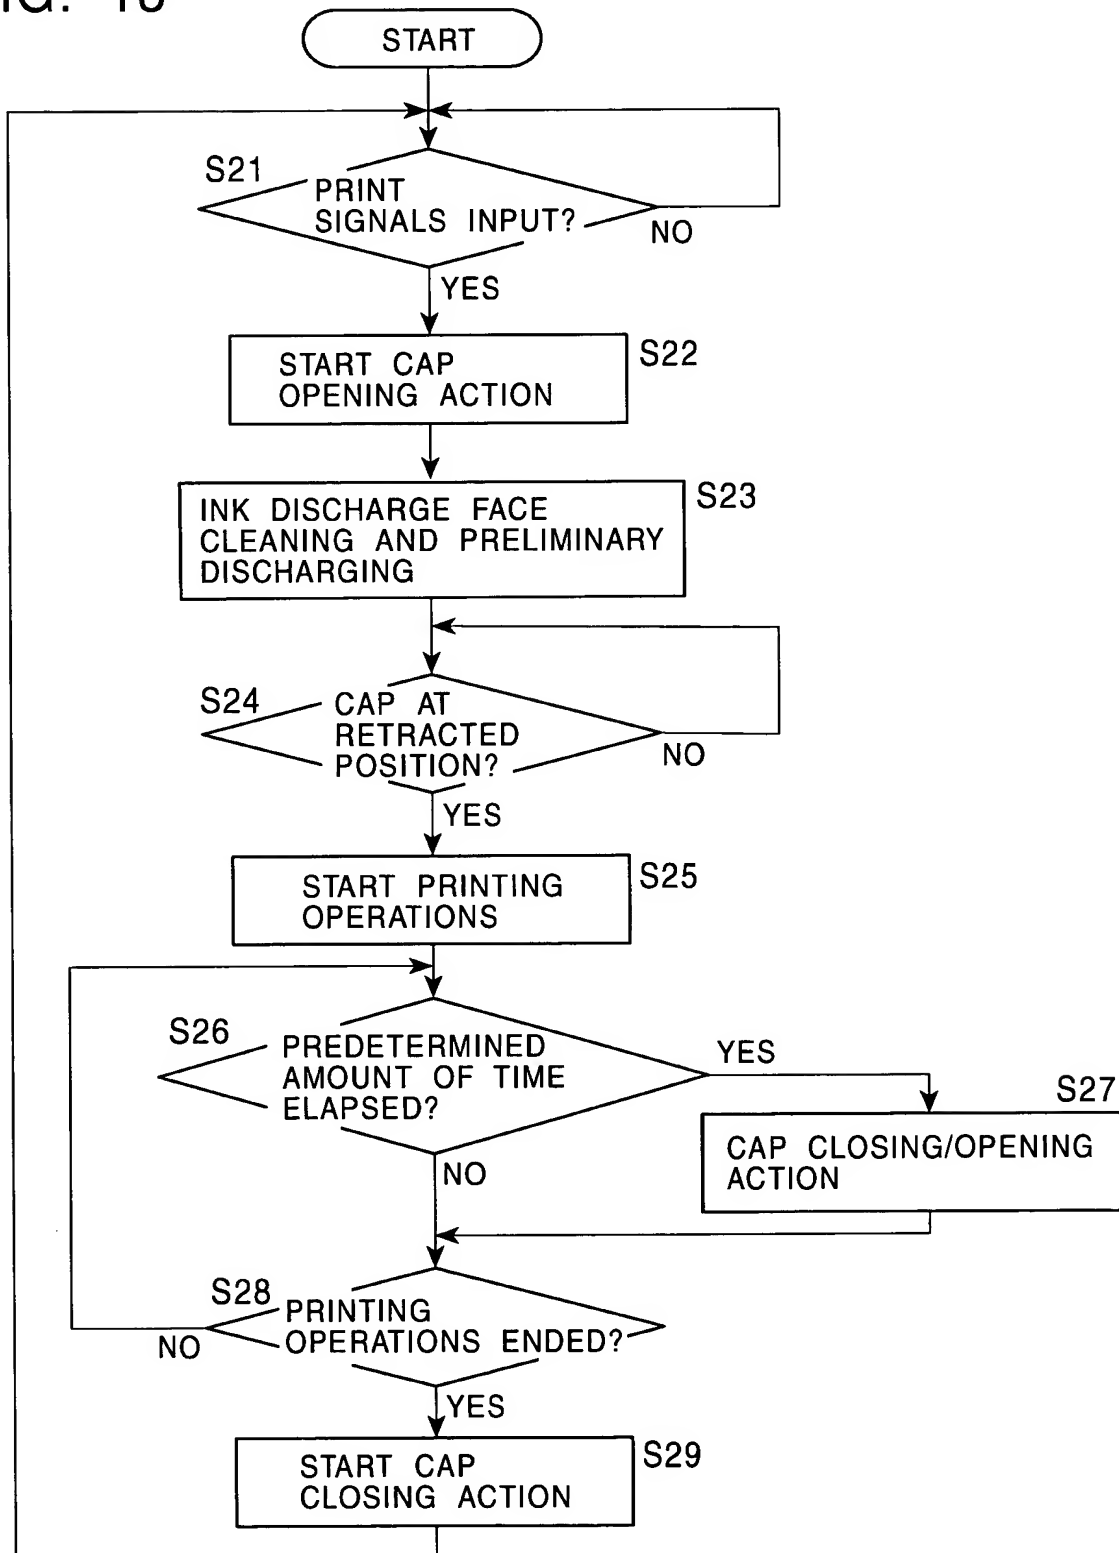 START
S21
PRINT
SIGNALS INPUT?
NO
YES
START CAP
OPENING ACTION
S22
INK DISCHARGE FACE
CLEANING AND PRELIMINARY
DISCHARGING
S23
S24
CAP AT
RETRACTED
POSITION?
NO
YES
START PRINTING
OPERATIONS
S25
S26
PREDETERMINED
AMOUNT OF TIME
ELAPSED?
YES
S27
CAP CLOSING/OPENING
ACTION
NO
S28
PRINTING
OPERATIONS ENDED?
NO
YES
START CAP
CLOSING ACTION
S29